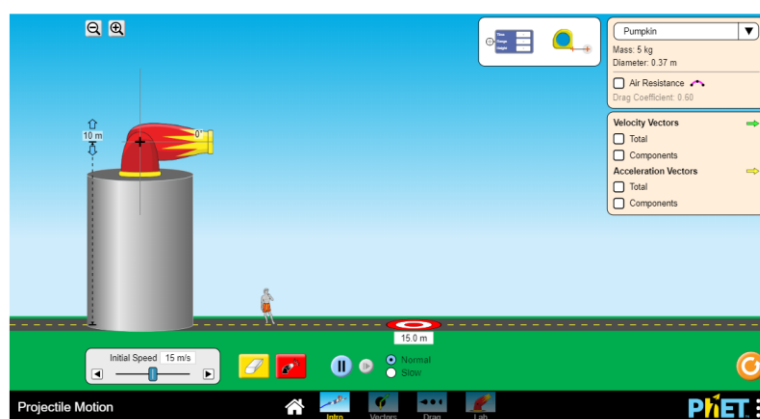 Pumpkin
Mass: 5 kg
Diameter: 0.37 m
Air Resistance
Drag Coefficient: 0.60
Velocity Vectors
Total
Components
Acceleration Vectors
Total
Components
10 m
0°
15.0 m
Initial Speed 15 m/s
Normal
Slow
Projectile Motion
Intro
Vectors
Drag
Lab
PhET